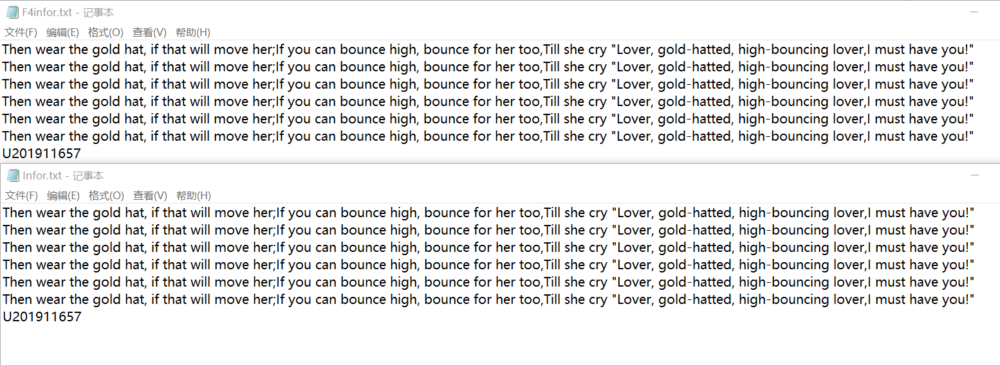 F4infor.txt - 记事本
文件(F) 编辑(E) 格式(O) 查看(V) 帮助(H)
Then wear the gold hat, if that will move her;If you can bounce high, bounce for her too,Till she cry "Lover, gold-hatted, high-bouncing lover,I must have you!"
Then wear the gold hat, if that will move her;If you can bounce high, bounce for her too,Till she cry "Lover, gold-hatted, high-bouncing lover,I must have you!"
Then wear the gold hat, if that will move her;If you can bounce high, bounce for her too,Till she cry "Lover, gold-hatted, high-bouncing lover,I must have you!"
Then wear the gold hat, if that will move her;If you can bounce high, bounce for her too,Till she cry "Lover, gold-hatted, high-bouncing lover,I must have you!"
Then wear the gold hat, if that will move her;If you can bounce high, bounce for her too,Till she cry "Lover, gold-hatted, high-bouncing lover,I must have you!"
Then wear the gold hat, if that will move her;If you can bounce high, bounce for her too,Till she cry "Lover, gold-hatted, high-bouncing lover,I must have you!"
U201911657
Infor.txt - 记事本
文件(F) 编辑(E) 格式(O) 查看(V) 帮助(H)
Then wear the gold hat, if that will move her;If you can bounce high, bounce for her too,Till she cry "Lover, gold-hatted, high-bouncing lover,I must have you!"
Then wear the gold hat, if that will move her;If you can bounce high, bounce for her too,Till she cry "Lover, gold-hatted, high-bouncing lover,I must have you!"
Then wear the gold hat, if that will move her;If you can bounce high, bounce for her too,Till she cry "Lover, gold-hatted, high-bouncing lover,I must have you!"
Then wear the gold hat, if that will move her;If you can bounce high, bounce for her too,Till she cry "Lover, gold-hatted, high-bouncing lover,I must have you!"
Then wear the gold hat, if that will move her;If you can bounce high, bounce for her too,Till she cry "Lover, gold-hatted, high-bouncing lover,I must have you!"
Then wear the gold hat, if that will move her;If you can bounce high, bounce for her too,Till she cry "Lover, gold-hatted, high-bouncing lover,I must have you!"
U201911657